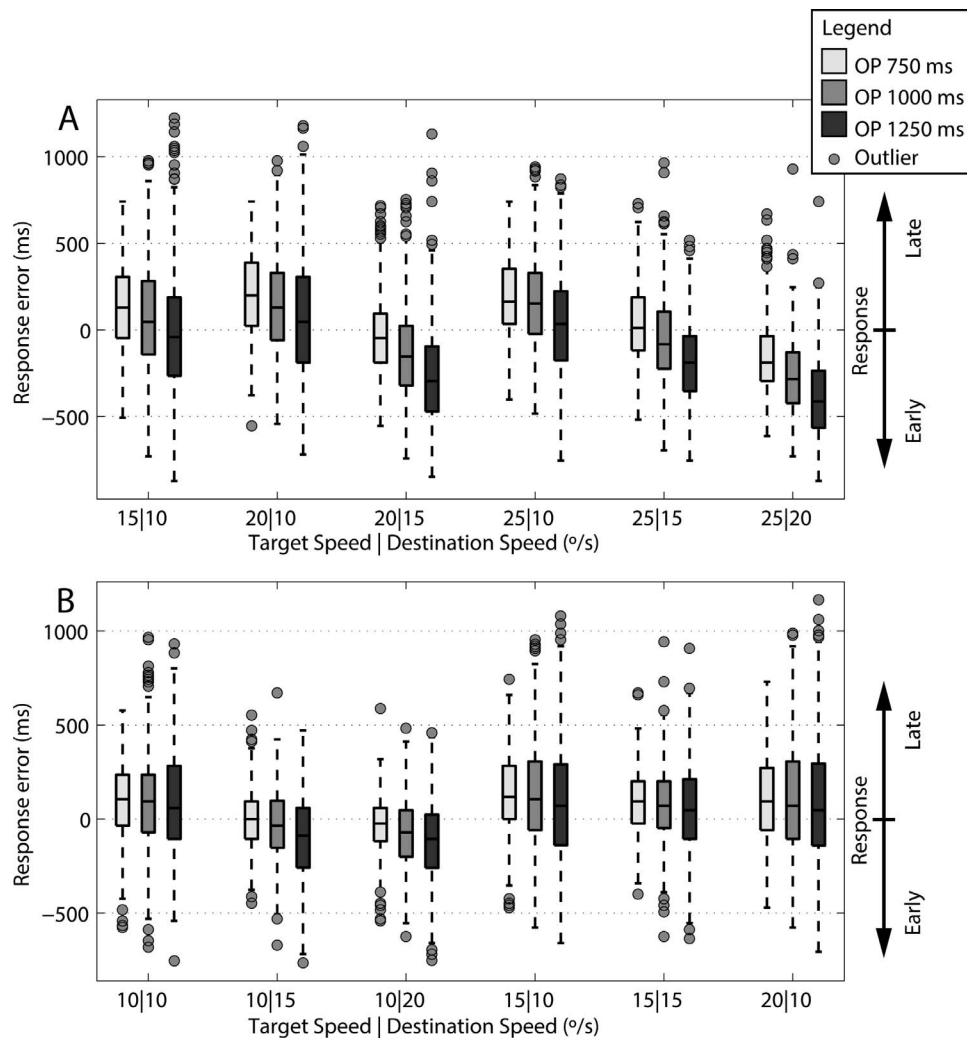 Legend
OP 750 ms
OP 1000 ms
OP 1250 ms
Outlier
A
1000
500
0
−500
Response error (ms)
15|10 20|10 20|15 25|10 25|15 25|20
Target Speed | Destination Speed (º/s)
Late
Response
Early
B
1000
500
0
−500
Response error (ms)
10|10 10|15 10|20 15|10 15|15 20|10
Target Speed | Destination Speed (º/s)
Late
Response
Early